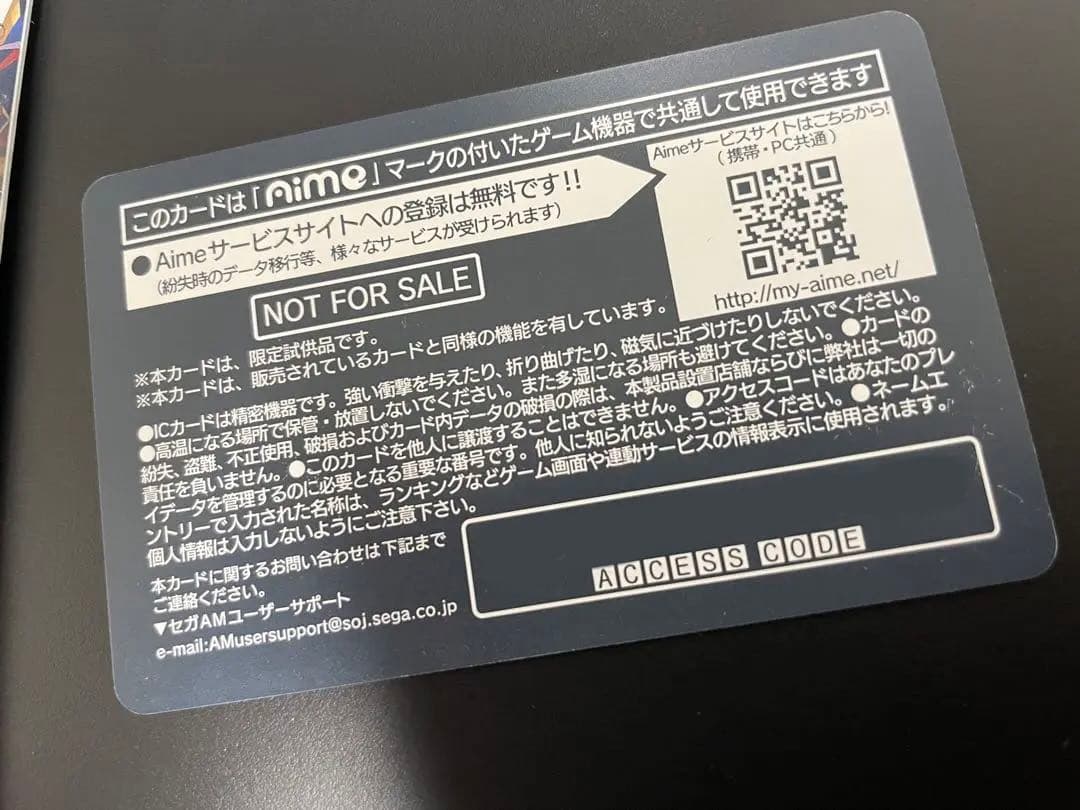 このカードは「Aime」マークの付いたゲーム機器で共通して使用できます
●Aimeサービスサイトへの登録は無料です!!
(紛失時のデータ移行等、様々なサービスが受けられます)
Aimeサービスサイトはこちらから!
(携帯・PC共通)
http://my-aime.net/
NOT FOR SALE
※本カードは、限定試供品です。
※本カードは、販売されているカードと同様の機能を有しています。
●ICカードは精密機器です。強い衝撃を与えたり、折り曲げたり、磁気に近づけたりしないでください。
●高温になる場所で保管・放置しないでください。また多湿になる場所も避けてください。●カードの
紛失、盗難、不正使用、破損およびカード内データの破損の際は、本製品設置店舗ならびに弊社は一切の
責任を負いません。●このカードを他人に譲渡することはできません。●アクセスコードはあなたのプレ
イデータを管理するのに必要となる重要な番号です。他人に知られないようご注意ください。●ネームエ
ントリーで入力された名称は、ランキングなどゲーム画面や連動サービスの情報表示に使用されます。
個人情報は入力しないようにご注意下さい。
本カードに関するお問い合わせは下記まで
ご連絡ください。
▼セガAMユーザーサポート
e-mail:AMusersupport@soj.sega.co.jp
ACCESS CODE